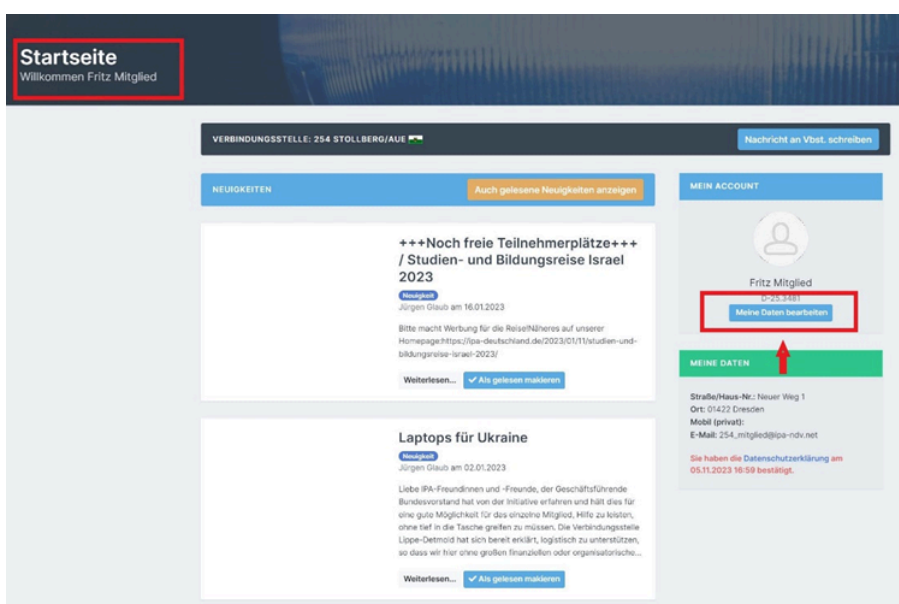 Startseite
Willkommen Fritz Mitglied
VERBINDUNGSSTELLE: 254 STOLLBERG/AUE
Nachricht an Vbst. schreiben
NEUIGKEITEN
Auch gelesene Neuigkeiten anzeigen
+++Noch freie Teilnehmerplätze+++
/ Studien- und Bildungsreise Israel
2023
Neuigkeit
Jürgen Glaub am 16.01.2023
Bitte macht Werbung für die Reise!Näheres auf unserer
Homepage:https://ipa-deutschland.de/2023/01/11/studien-und-
bildungsreise-israel-2023/
Weiterlesen...
Als gelesen makieren
Laptops für Ukraine
Neuigkeit
Jürgen Glaub am 02.01.2023
Liebe IPA-Freundinnen und -Freunde, der Geschäftsführende
Bundesvorstand hat von der Initiative erfahren und hält dies für
eine gute Möglichkeit für das einzelne Mitglied, Hilfe zu leisten,
ohne tief in die Tasche greifen zu müssen. Die Verbindungsstelle
Lippe-Detmold hat sich bereit erklärt, logistisch zu unterstützen,
so dass wir hier ohne großen finanziellen oder organisatorische...
Weiterlesen...
Als gelesen makieren
MEIN ACCOUNT
Fritz Mitglied
D-25.3481
Meine Daten bearbeiten
MEINE DATEN
Straße/Haus-Nr.: Neuer Weg 1
Ort: 01422 Dresden
Mobil (privat):
E-Mail: 254_mitglied@ipa-ndv.net
Sie haben die Datenschutzerklärung am
05.11.2023 16:59 bestätigt.